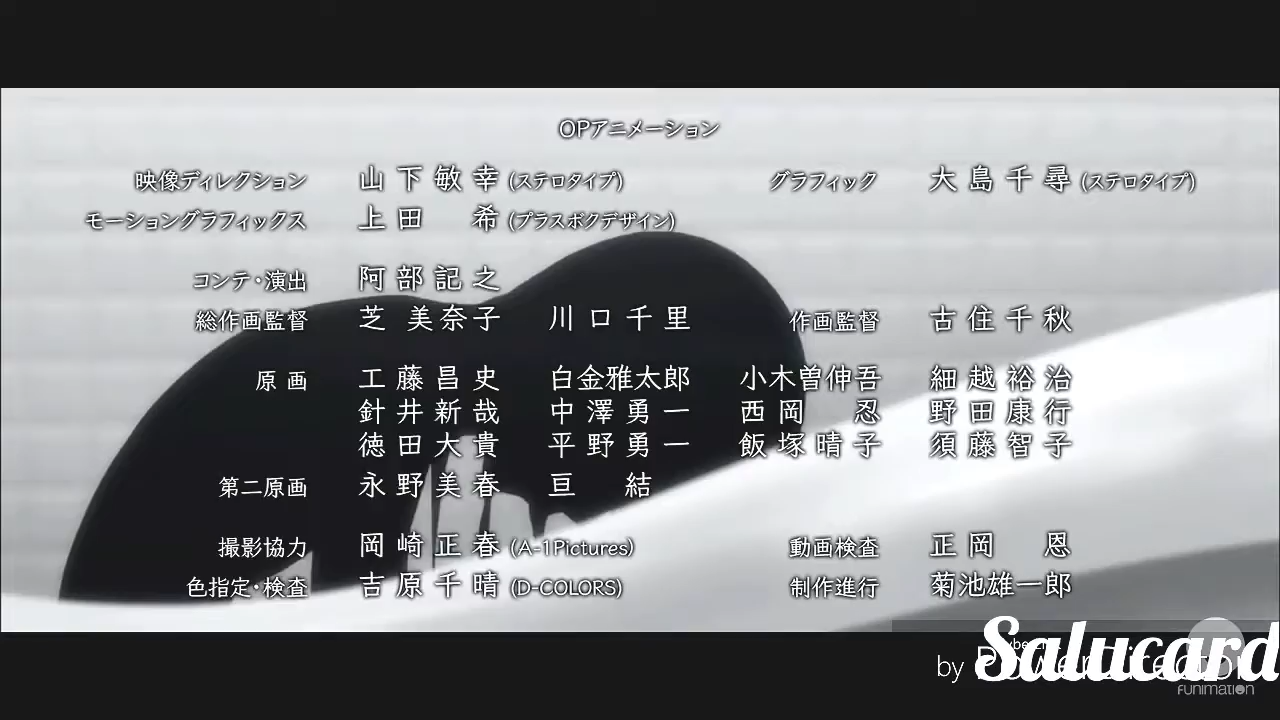 OPアニメーション
映像ディレクション 山下敏幸(ステロタイプ) グラフィック 大島千尋(ステロタイプ)
モーショングラフィックス 上田 希(プラスボクデザイン)
コンテ・演出 阿部記之
総作画監督 芝 美奈子 川口千里 作画監督 古住千秋
原画 工藤昌史 白金雅太郎 小木曽伸吾 細越裕治
針井新哉 中澤勇一 西岡 忍 野田康行
徳田大貴 平野勇一 飯塚晴子 須藤智子
第二原画 永野美春 亘 結
撮影協力 岡崎正春(A-1Pictures) 動画検査 正岡 恩
色指定・検査 吉原千晴(D-COLORS) 制作進行 菊池雄一郎
Salucard
by PowerDirector
FUNIMATION